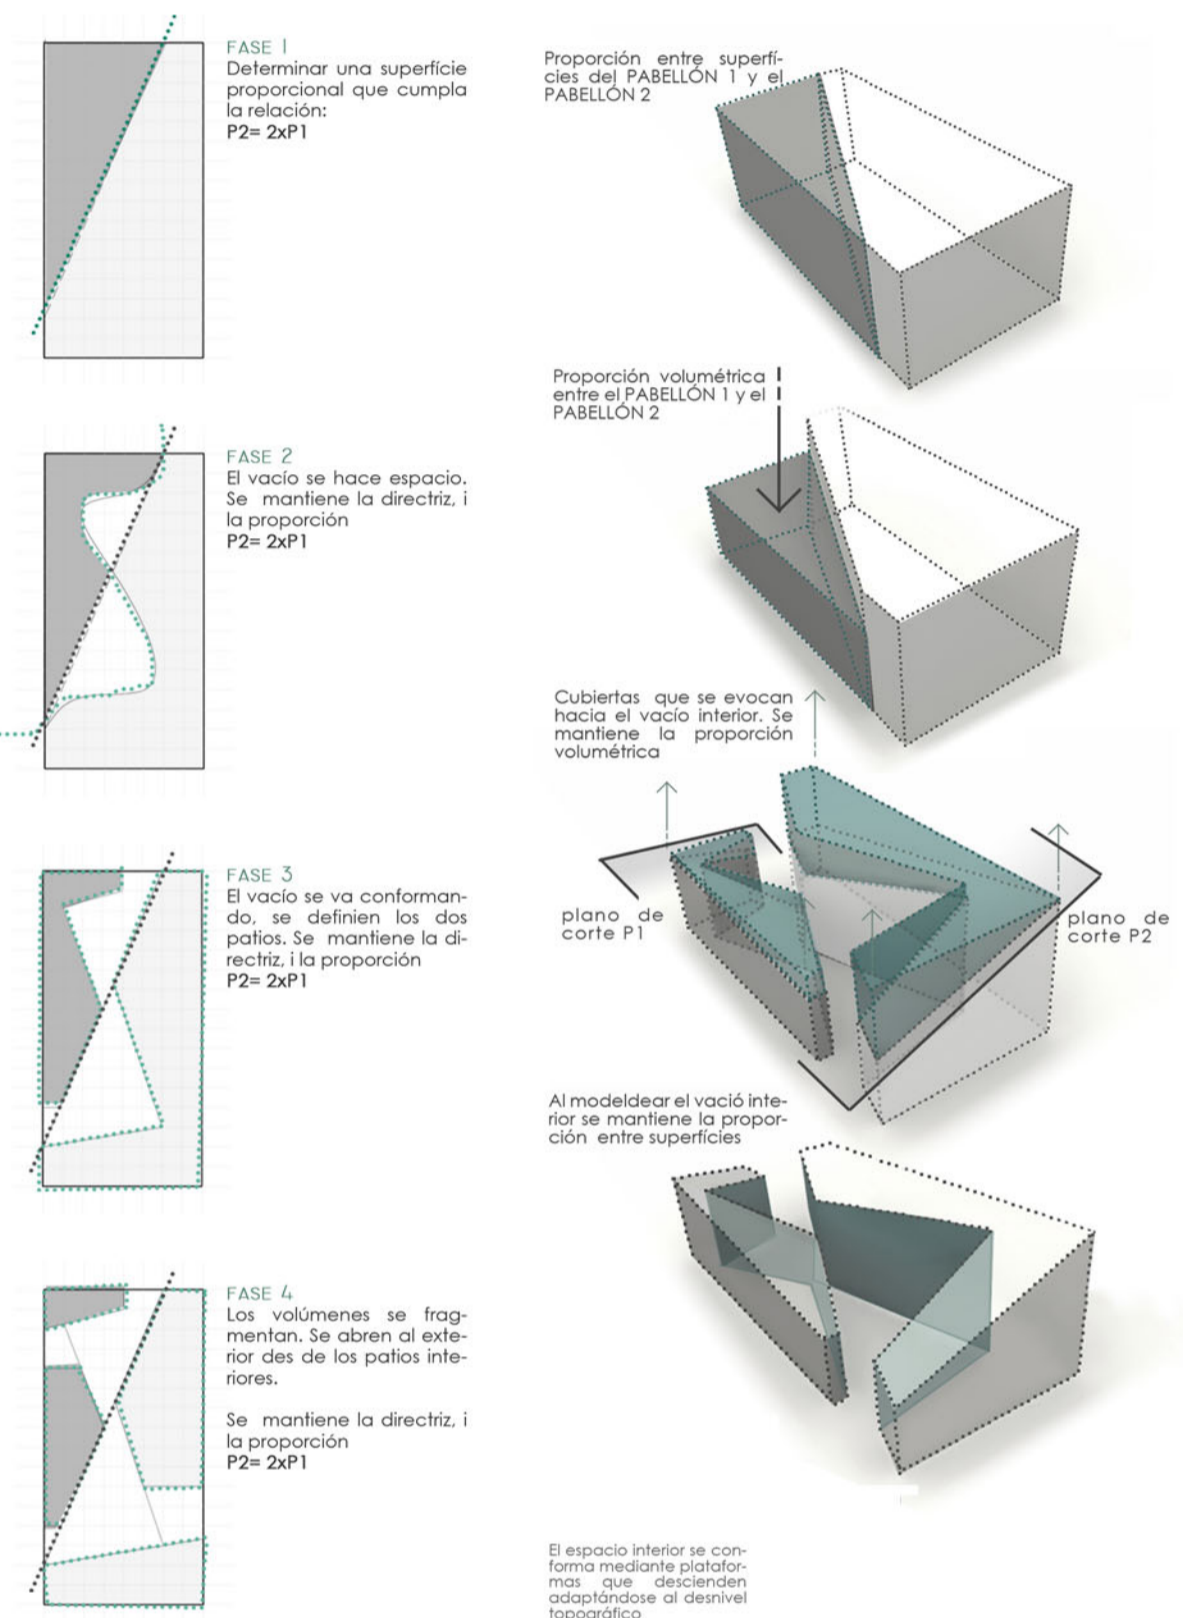 FASE 1
Determinar una superfície
proporcional que cumpla
la relación:
P2= 2xP1
Proporción entre superfí-
cies del PABELLÓN 1 y el
PABELLÓN 2
Proporción volumétrica
entre el PABELLÓN 1 y el
PABELLÓN 2
FASE 2
El vacío se hace espacio.
Se mantiene la directriz, i
la proporción
P2= 2xP1
Cubiertas que se evocan
hacia el vacío interior. Se
mantiene la proporción
volumétrica
FASE 3
El vacío se va conforman-
do, se definien los dos
patios. Se mantiene la di-
rectriz, i la proporción
P2= 2xP1
plano de
corte P1
plano de
corte P2
Al modeldear el vació inte-
rior se mantiene la propor-
ción entre superfícies
FASE 4
Los volúmenes se frag-
mentan. Se abren al exte-
rior des de los patios inte-
riores.
Se mantiene la directriz, i
la proporción
P2= 2xP1
El espacio interior se con-
forma mediante platafor-
mas que descienden
adaptándose al desnivel
topográfico